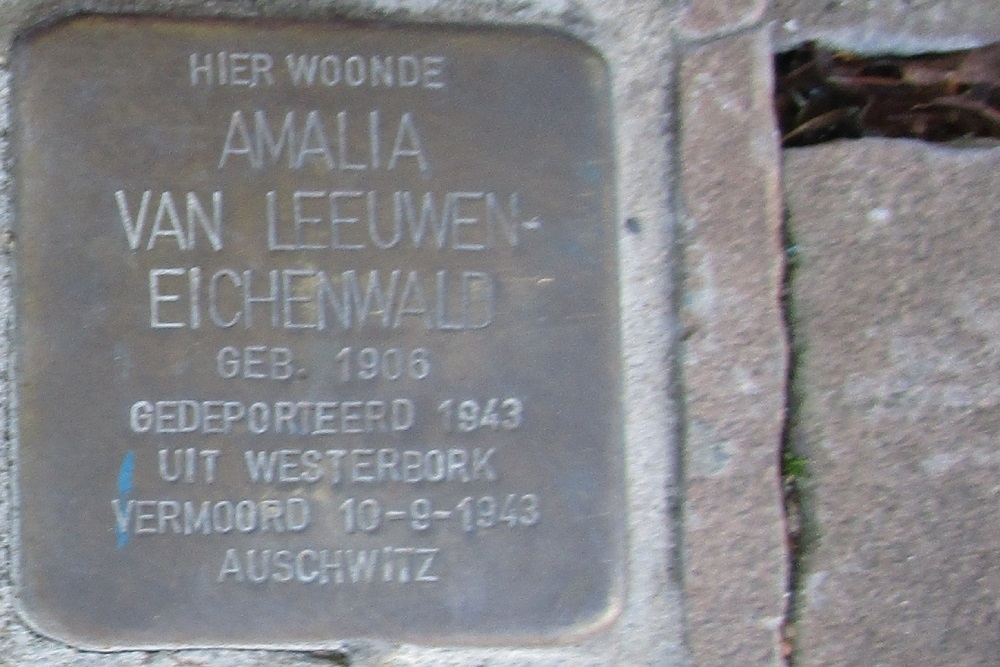 HIER WOONDE
AMALIA
VAN LEEUWEN-
EICHENWALD
GEB. 1906
GEDEPORTEERD 1943
UIT WESTERBORK
VERMOORD 10-9-1943
AUSCHWITZ